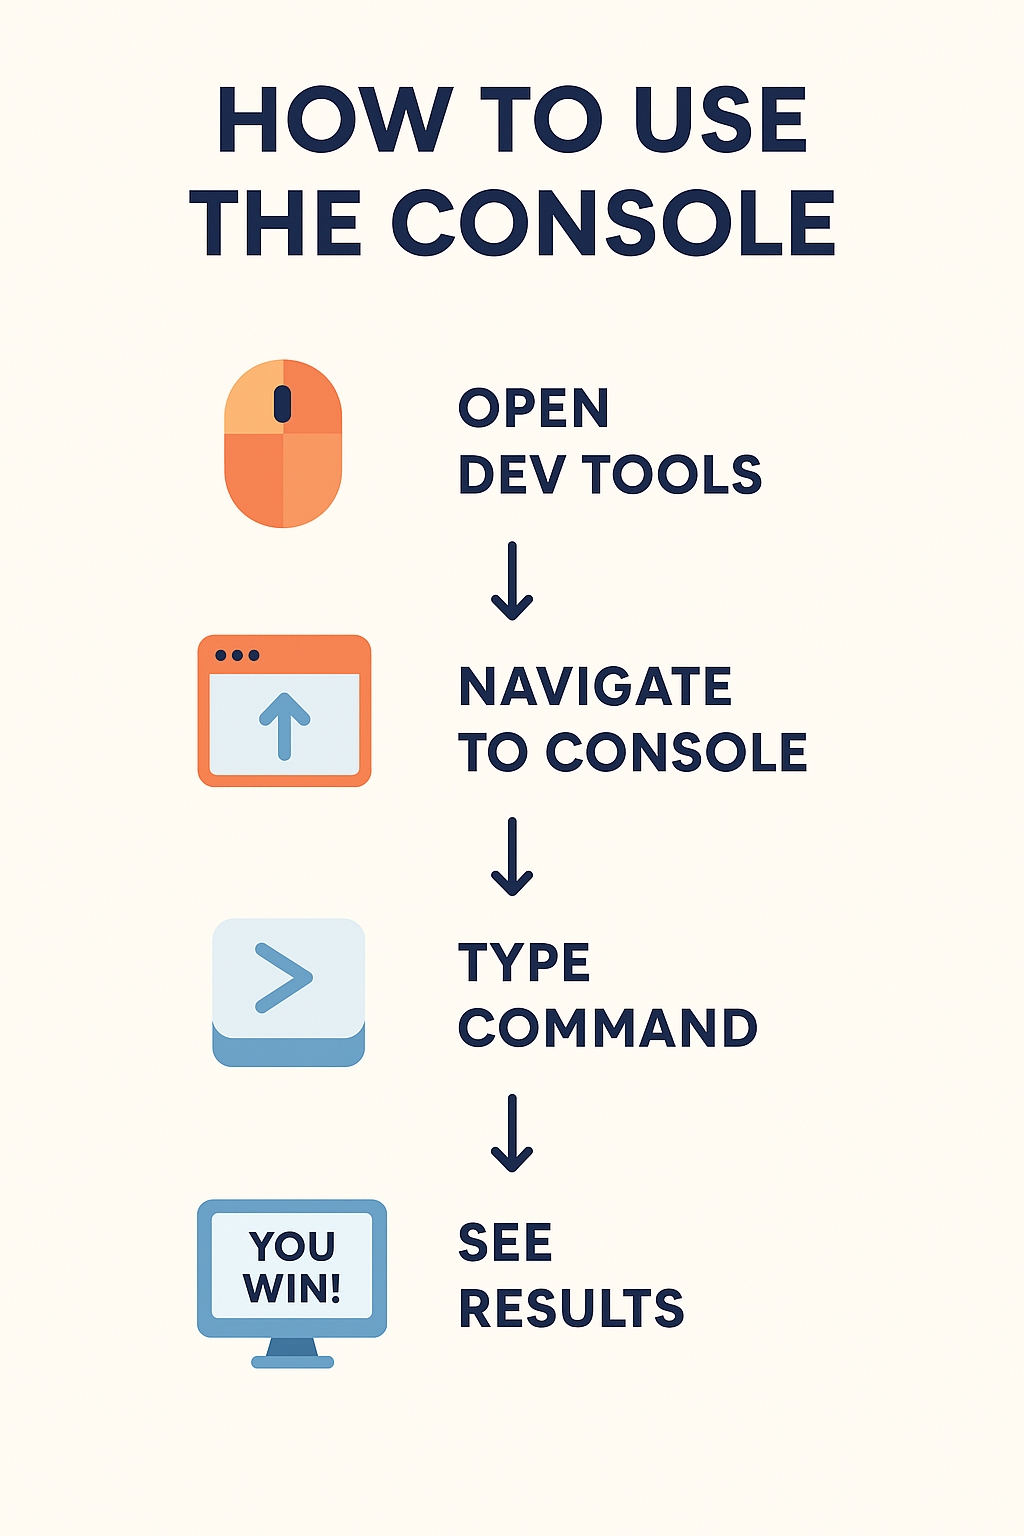 HOW TO USE
THE CONSOLE
OPEN
DEV TOOLS
NAVIGATE
TO CONSOLE
>
TYPE
COMMAND
YOU
WIN!
SEE
RESULTS